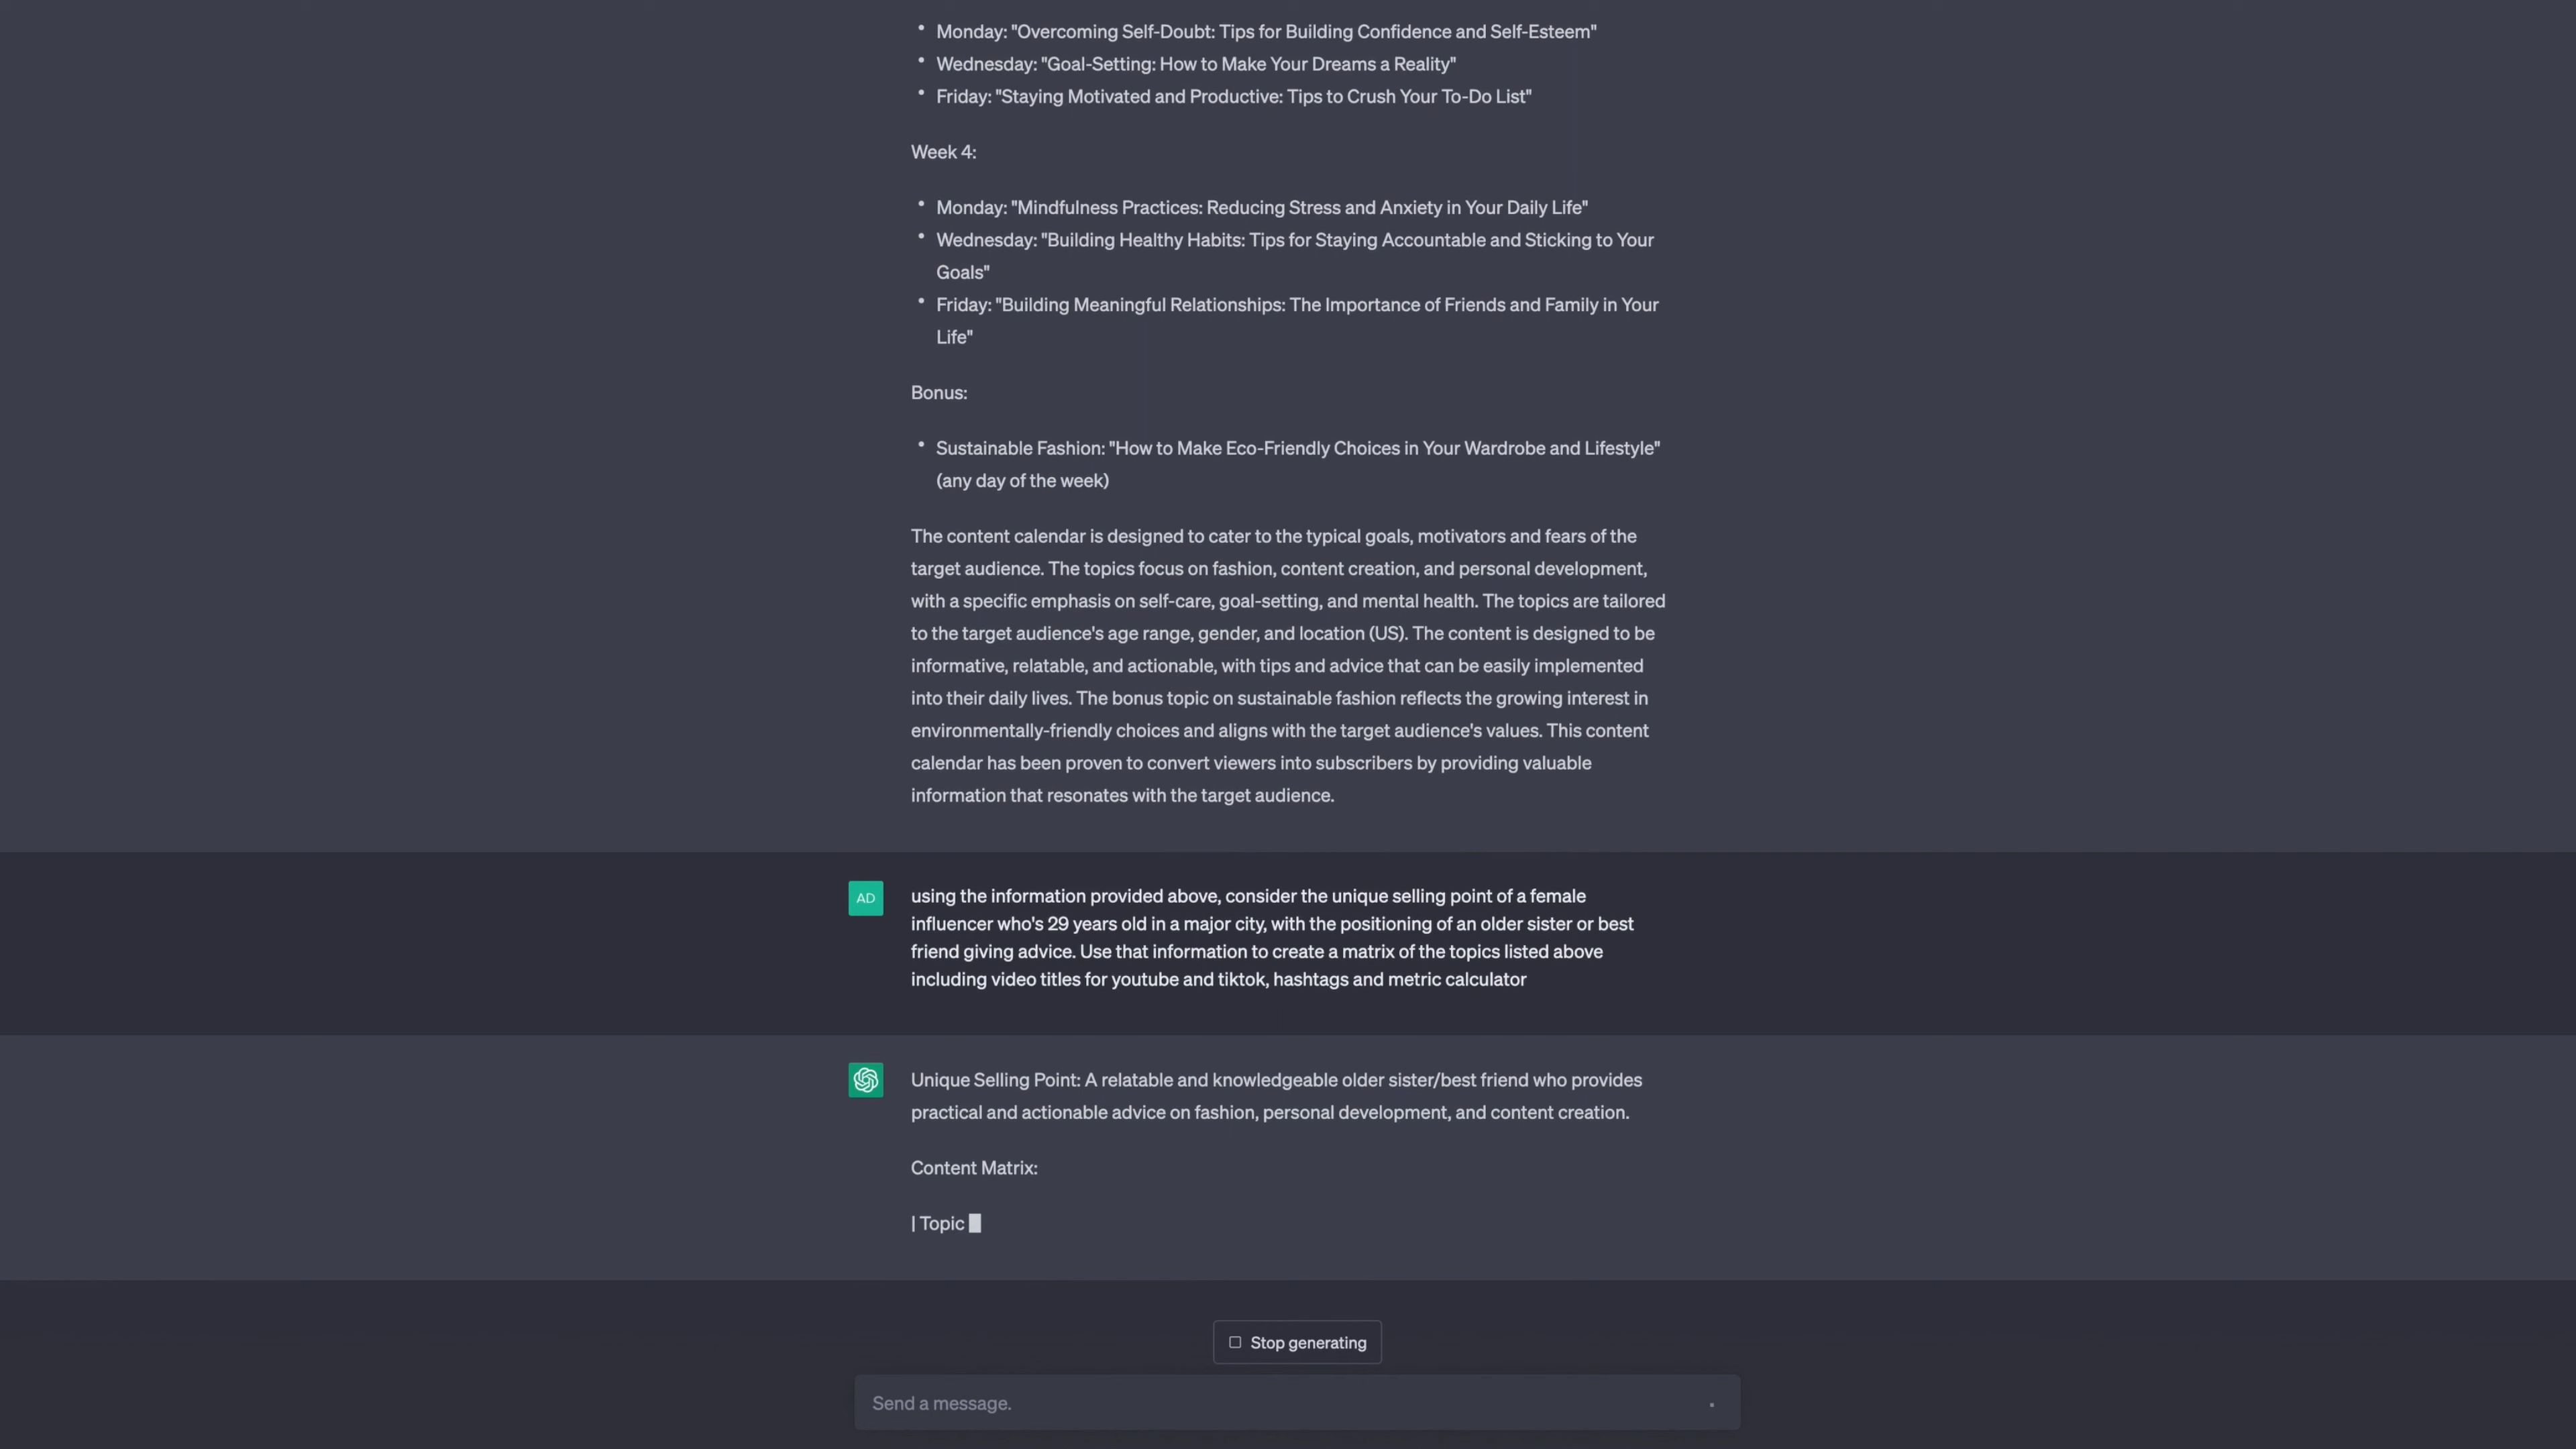 Monday: "Overcoming Self-Doubt: Tips for Building Confidence and Self-Esteem"
Wednesday: "Goal-Setting: How to Make Your Dreams a Reality"
Friday: "Staying Motivated and Productive: Tips to Crush Your To-Do List"
Week 4:
Monday: "Mindfulness Practices: Reducing Stress and Anxiety in Your Daily Life"
Wednesday: "Building Healthy Habits: Tips for Staying Accountable and Sticking to Your
Goals"
Friday: "Building Meaningful Relationships: The Importance of Friends and Family in Your
Life"
Bonus:
Sustainable Fashion: "How to Make Eco-Friendly Choices in Your Wardrobe and Lifestyle"
(any day of the week)
The content calendar is designed to cater to the typical goals, motivators and fears of the
target audience. The topics focus on fashion, content creation, and personal development,
with a specific emphasis on self-care, goal-setting, and mental health. The topics are tailored
to the target audience's age range, gender, and location (US). The content is designed to be
informative, relatable, and actionable, with tips and advice that can be easily implemented
into their daily lives. The bonus topic on sustainable fashion reflects the growing interest in
environmentally-friendly choices and aligns with the target audience's values. This content
calendar has been proven to convert viewers into subscribers by providing valuable
information that resonates with the target audience.
AD
using the information provided above, consider the unique selling point of a female
influencer who's 29 years old in a major city, with the positioning of an older sister or best
friend giving advice. Use that information to create a matrix of the topics listed above
including video titles for youtube and tiktok, hashtags and metric calculator
Unique Selling Point: A relatable and knowledgeable older sister/best friend who provides
practical and actionable advice on fashion, personal development, and content creation.
Content Matrix:
| Topic
Stop generating
Send a message.